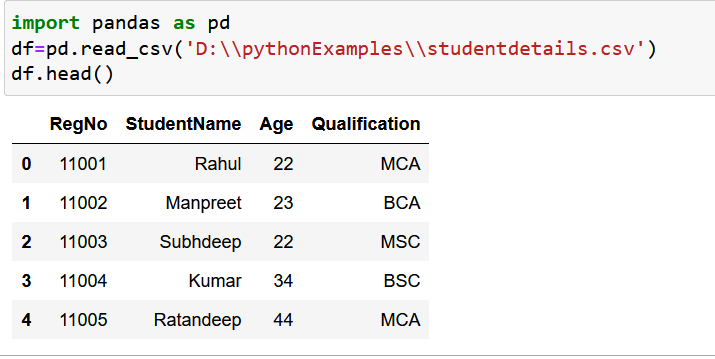 import pandas as pd
df=pd.read_csv('D:\\pythonExamples\\studentdetails.csv')
df.head()
RegNo StudentName Age Qualification
0 11001 Rahul 22 MCA
1 11002 Manpreet 23 BCA
2 11003 Subhdeep 22 MSC
3 11004 Kumar 34 BSC
4 11005 Ratandeep 44 MCA